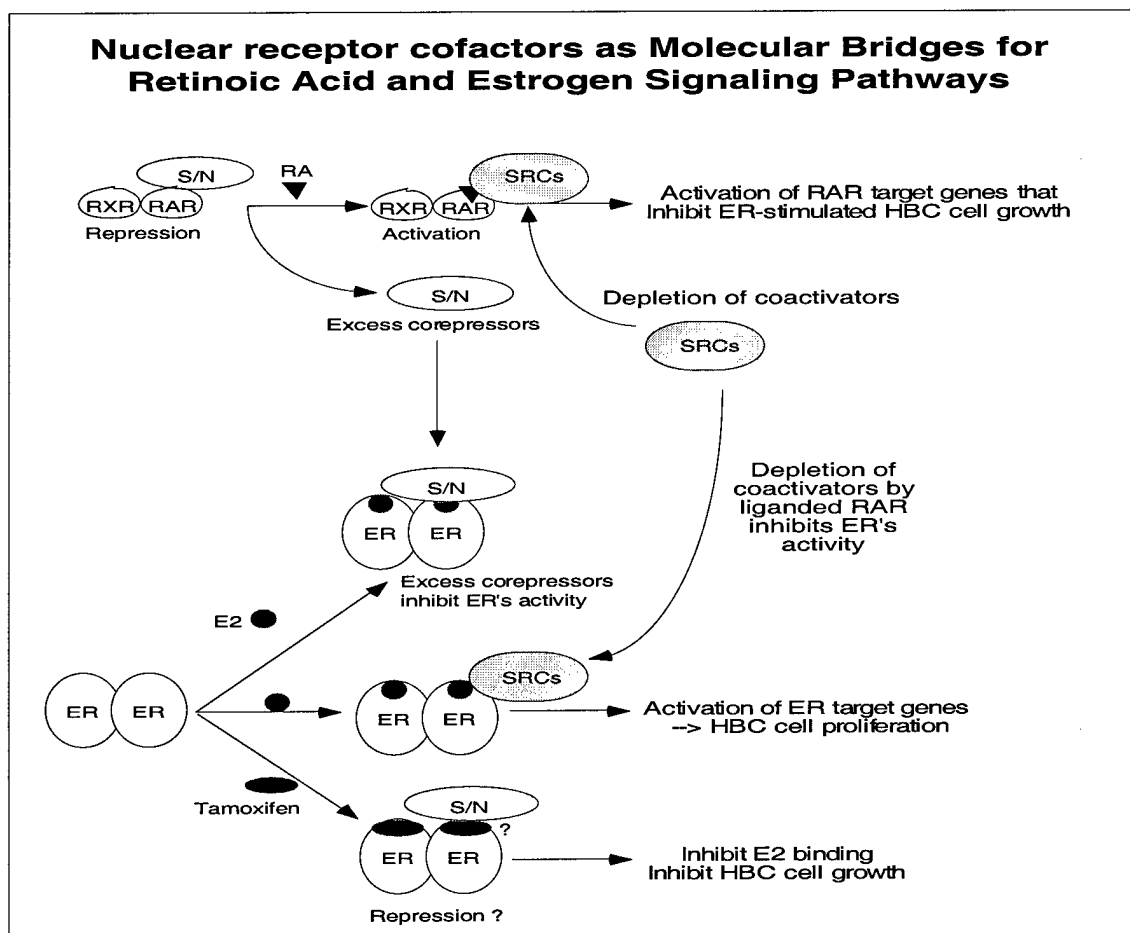 Nuclear receptor cofactors as Molecular Bridges for
Retinoic Acid and Estrogen Signaling Pathways
S/N
RXR
RAR
Repression
RA
RXR
RAR
SRCs
Activation
Activation of RAR target genes that
Inhibit ER-stimulated HBC cell growth
S/N
Excess corepressors
Depletion of coactivators
SRCs
Depletion of
coactivators by
liganded RAR
inhibits ER's
activity
S/N
ER
ER
Excess corepressors
inhibit ER's activity
E2
ER
ER
SRCs
ER
ER
Activation of ER target genes
--> HBC cell proliferation
Tamoxifen
S/N
?
ER
ER
Repression ?
Inhibit E2 binding
Inhibit HBC cell growth